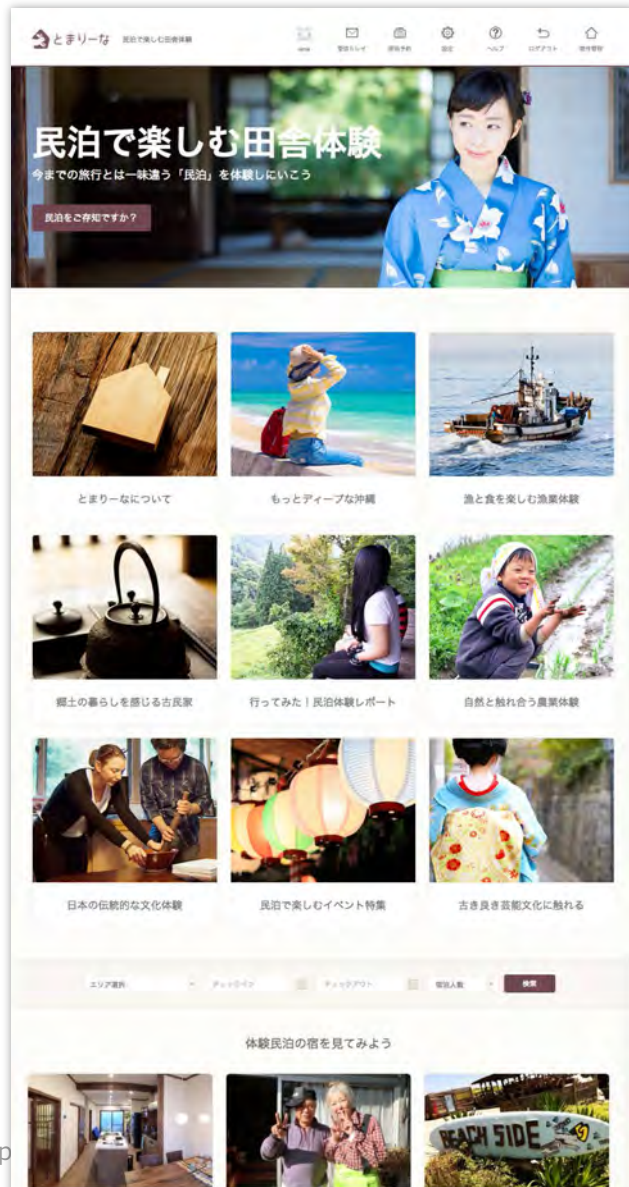 とまりーな 民泊で楽しむ田舎体験
設定 ヘルプ ログアウト
民泊で楽しむ田舎体験
今までの旅行とは一味違う「民泊」を体験しにいこう
民泊をご存知ですか？
とまりーなについて もっとディープな沖縄 漁と食を楽しむ漁業体験
郷土の暮らしを感じる古民家 行ってみた！民泊体験レポート 自然と触れ合う農業体験
日本の伝統的な文化体験 民泊で楽しむイベント特集 古き良き芸能文化に触れる
エリア選択 チェックイン チェックアウト 宿泊人数 検索
体験民泊の宿を見てみよう
BEACH SIDE
p